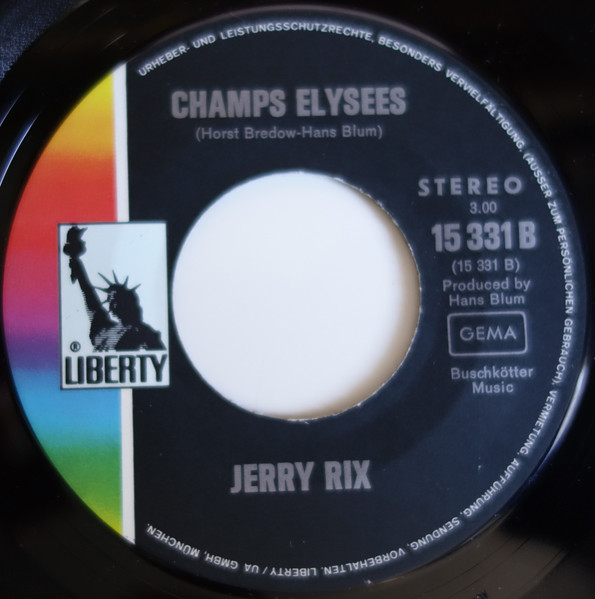 URHEBER- UND LEISTUNGSSCHUTZRECHTE, BESONDERS VERVIELFÄLTIGUNG, (AUSSER ZUM PERSÖNLICHEN GEBRAUCH), VERMIETUNG, AUFFÜHRUNG, SENDUNG, VORBEHALTEN. LIBERTY / UA GMBH, MÜNCHEN.
CHAMPS ELYSEES
(Horst Bredow-Hans Blum)
STEREO
3.00
15 331 B
(15 331 B)
Produced by
Hans Blum
GEMA
Buschkötter
Music
®
LIBERTY
JERRY RIX